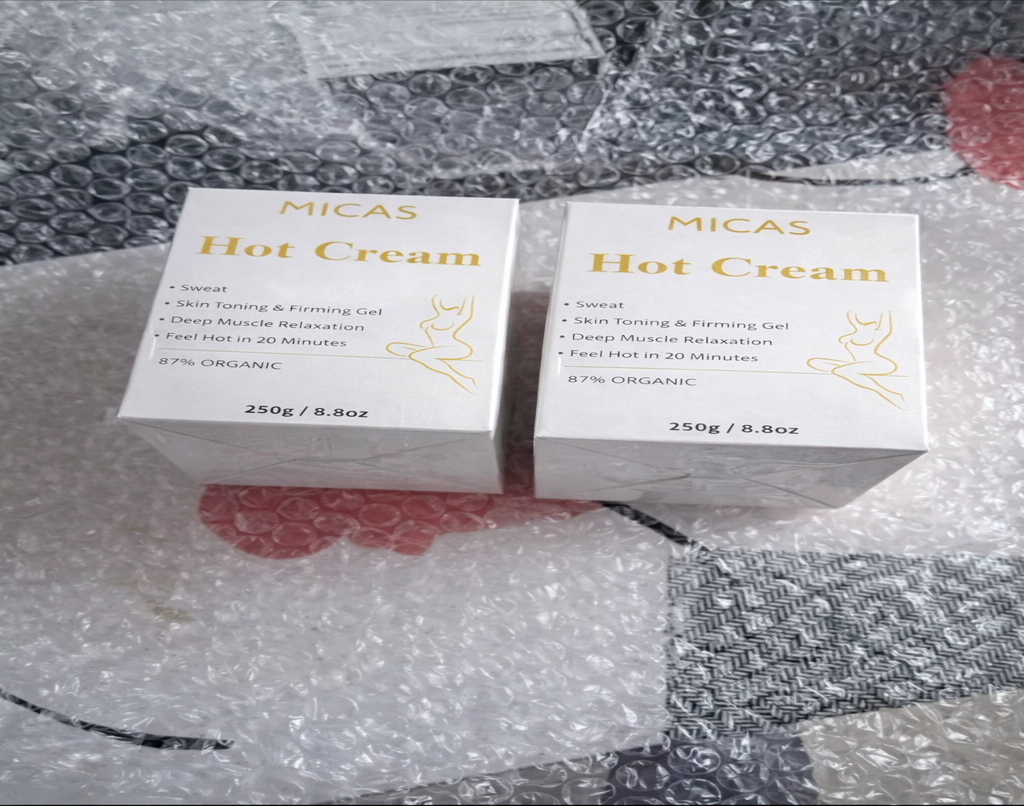 MICAS
Hot Cream
• Sweat
• Skin Toning & Firming Gel
• Deep Muscle Relaxation
• Feel Hot in 20 Minutes
87% ORGANIC
250g / 8.8oz
MICAS
Hot Cream
• Sweat
• Skin Toning & Firming Gel
• Deep Muscle Relaxation
• Feel Hot in 20 Minutes
87% ORGANIC
250g / 8.8oz